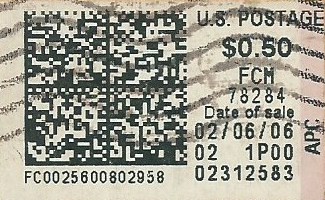 U.S. POSTAGE
$0.50
FCM
78284
Date of sale
02/06/06
02 1P00
02312583
APC
FC0025600802958